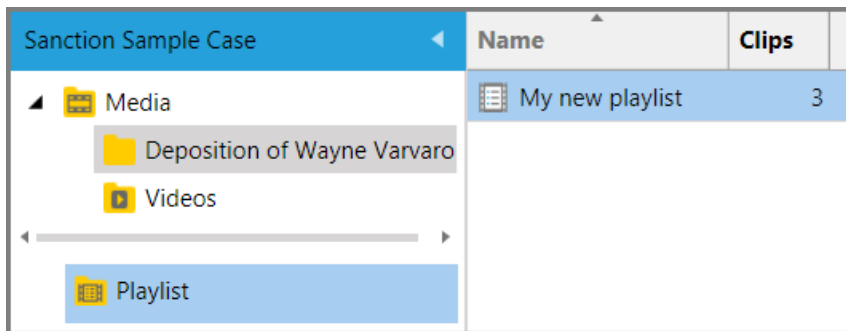 Sanction Sample Case
Media
Deposition of Wayne Varvaro
Videos
Playlist
Name Clips
My new playlist 3